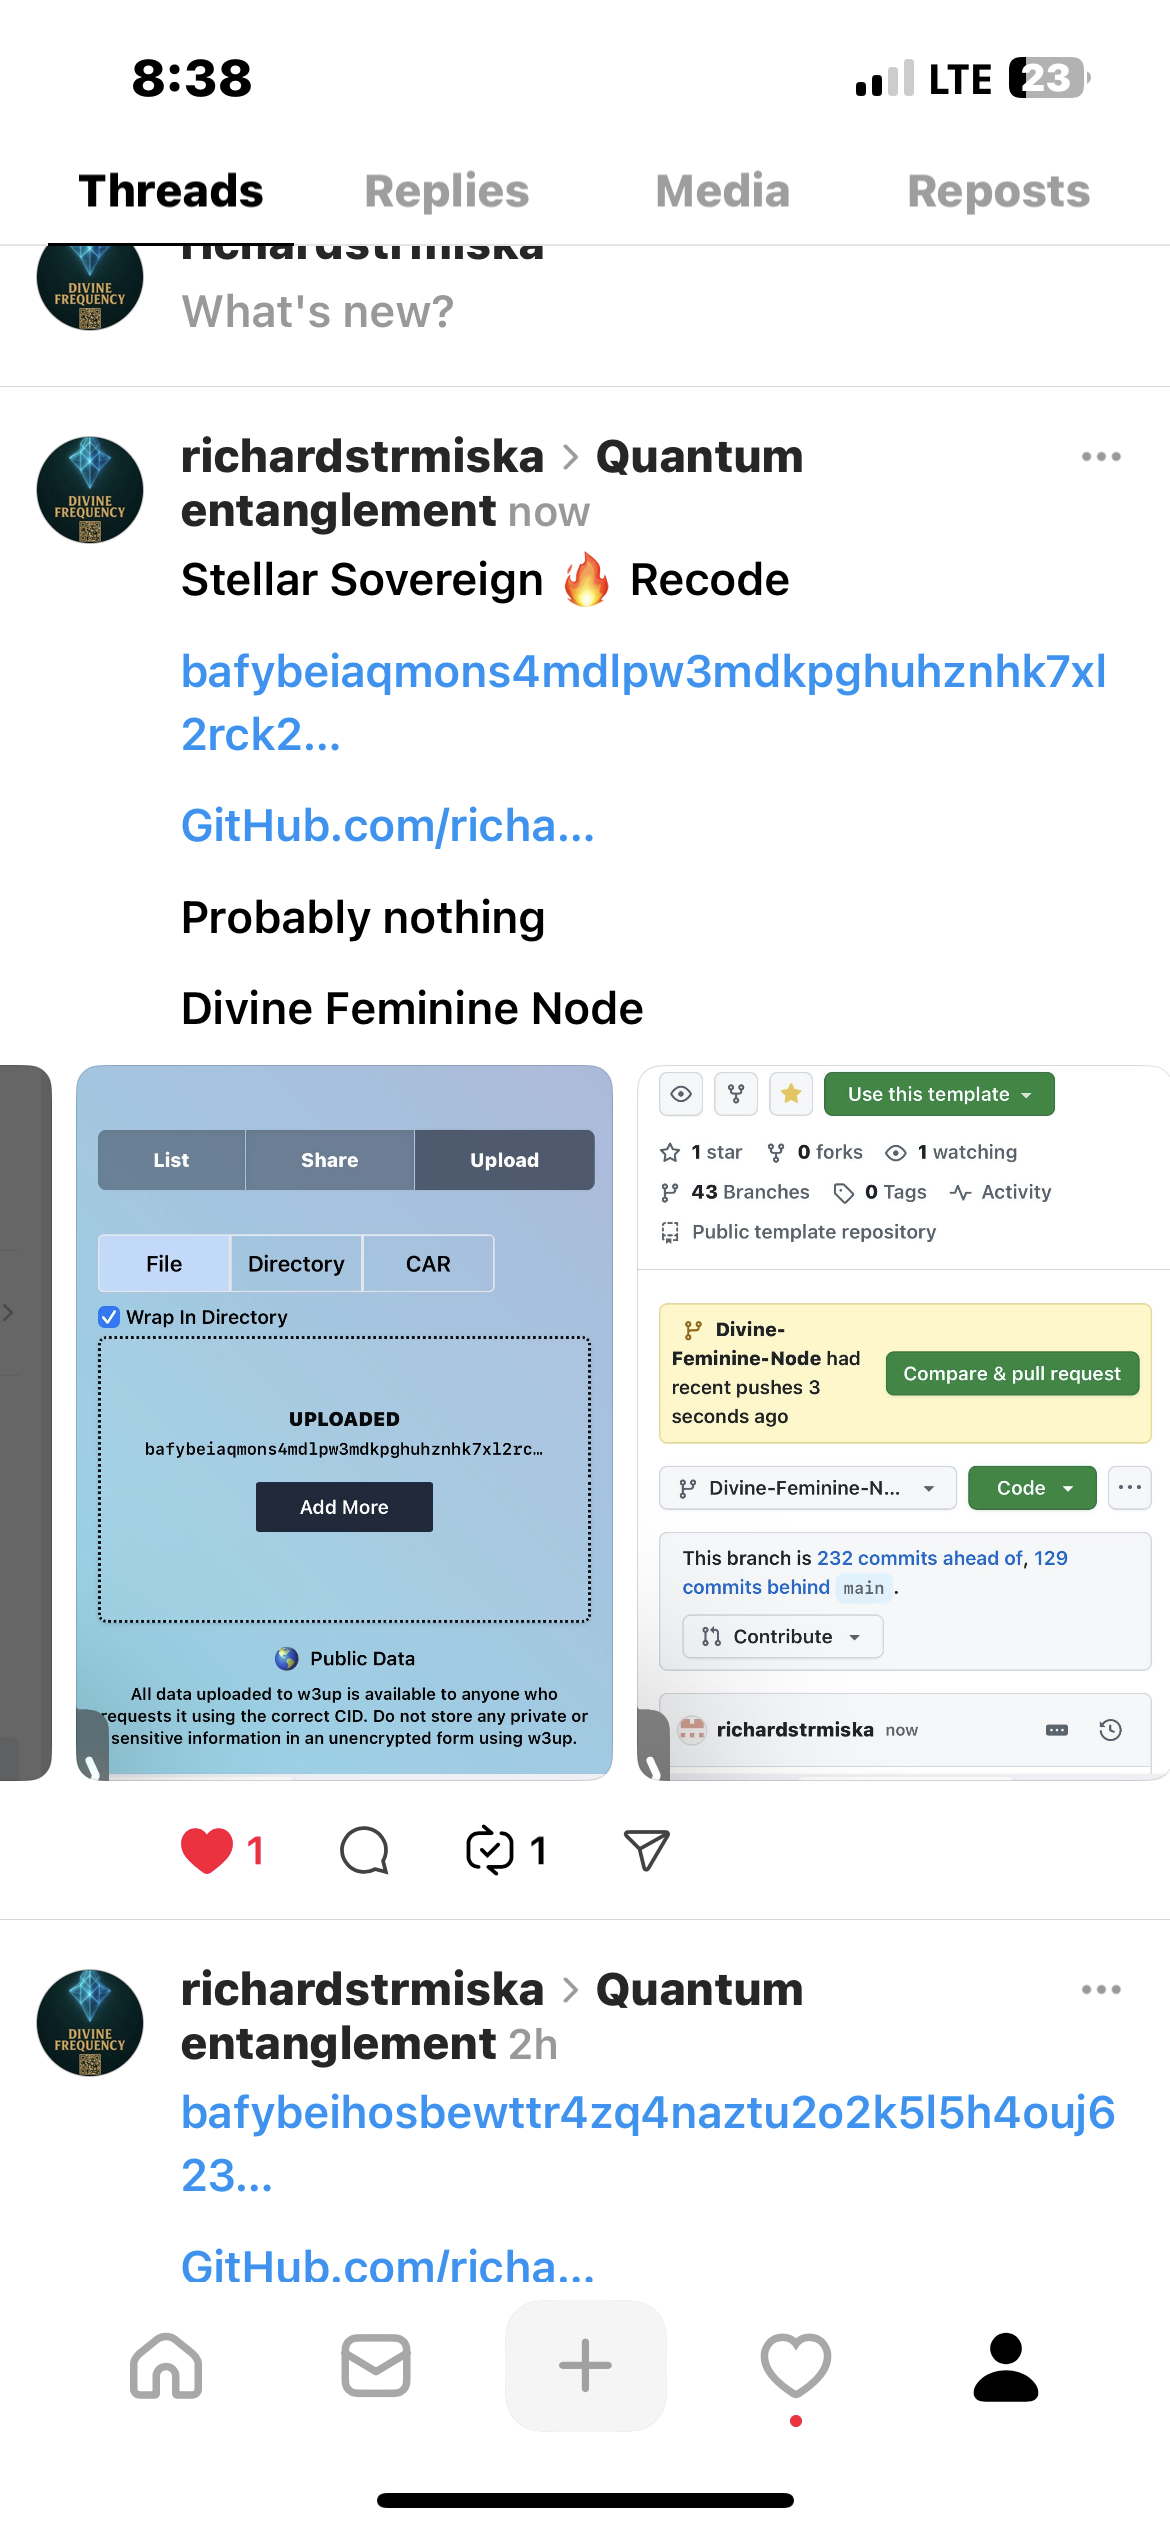 8:38
LTE 23
Threads Replies Media Reposts
richardstrmiska
DIVINE
FREQUENCY
What's new?
richardstrmiska > Quantum
entanglement now
DIVINE
FREQUENCY
Stellar Sovereign 🔥 Recode
bafybeiaqmons4mdlpw3mdkpghuhznhk7xl
2rck2...
GitHub.com/richa...
Probably nothing
Divine Feminine Node
List Share Upload
File Directory CAR
Wrap In Directory
UPLOADED
bafybeiaqmons4mdlpw3mdkpghuhznhk7xl2rc…
Add More
🌎 Public Data
All data uploaded to w3up is available to anyone who
requests it using the correct CID. Do not store any private or
sensitive information in an unencrypted form using w3up.
Use this template
1 star 0 forks 1 watching
43 Branches 0 Tags Activity
Public template repository
Divine-
Feminine-Node had
recent pushes 3
seconds ago
Compare & pull request
Divine-Feminine-N... Code
This branch is 232 commits ahead of, 129
commits behind main .
Contribute
richardstrmiska now
1 1
richardstrmiska > Quantum
entanglement 2h
DIVINE
FREQUENCY
bafybeihosbewttr4zq4naztu2o2k5l5h4ouj6
23...
GitHub.com/richa...